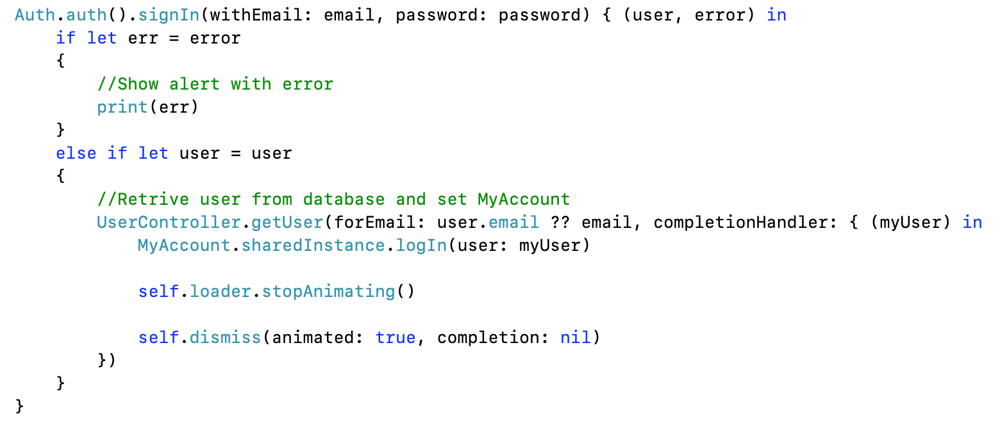 Auth.auth().signIn(withEmail: email, password: password) { (user, error) in
    if let err = error
    {
        //Show alert with error
        print(err)
    }
    else if let user = user
    {
        //Retrive user from database and set MyAccount
        UserController.getUser(forEmail: user.email ?? email, completionHandler: { (myUser) in
            MyAccount.sharedInstance.logIn(user: myUser)

            self.loader.stopAnimating()

            self.dismiss(animated: true, completion: nil)
        })
    }
}